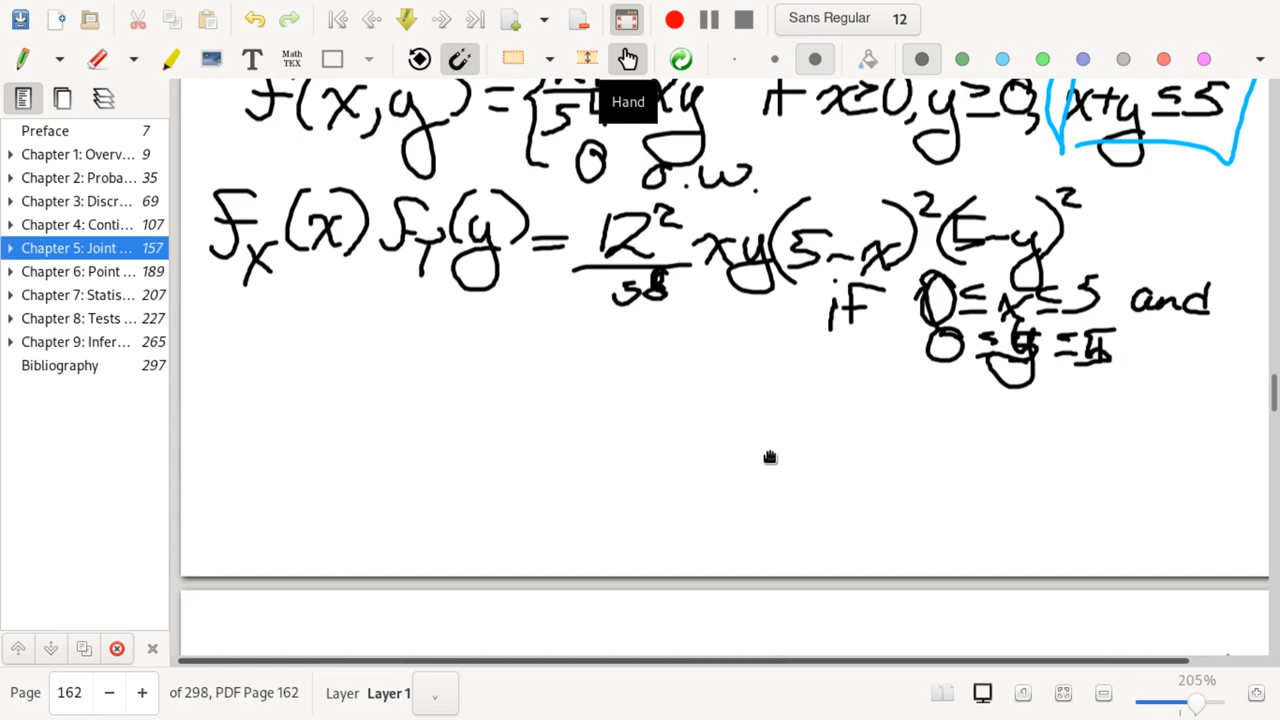 Sans Regular 12
T Math TEX
Hand
Preface 7
Chapter 1: Overv... 9
Chapter 2: Proba... 35
Chapter 3: Discr... 69
Chapter 4: Conti... 107
Chapter 5: Joint ... 157
Chapter 6: Point ... 189
Chapter 7: Statis... 207
Chapter 8: Tests ... 227
Chapter 9: Infer... 265
Bibliography 297
f(x,y) = { xy if x≥0, y≥0, x+y≤5
0 o.w.
f_X(x) f_Y(y) = 12²/5⁸ xy(5-x)²(5-y)²
if 0≤x≤5 and
0≤y≤5
Page 162 of 298, PDF Page 162 Layer Layer 1 205%